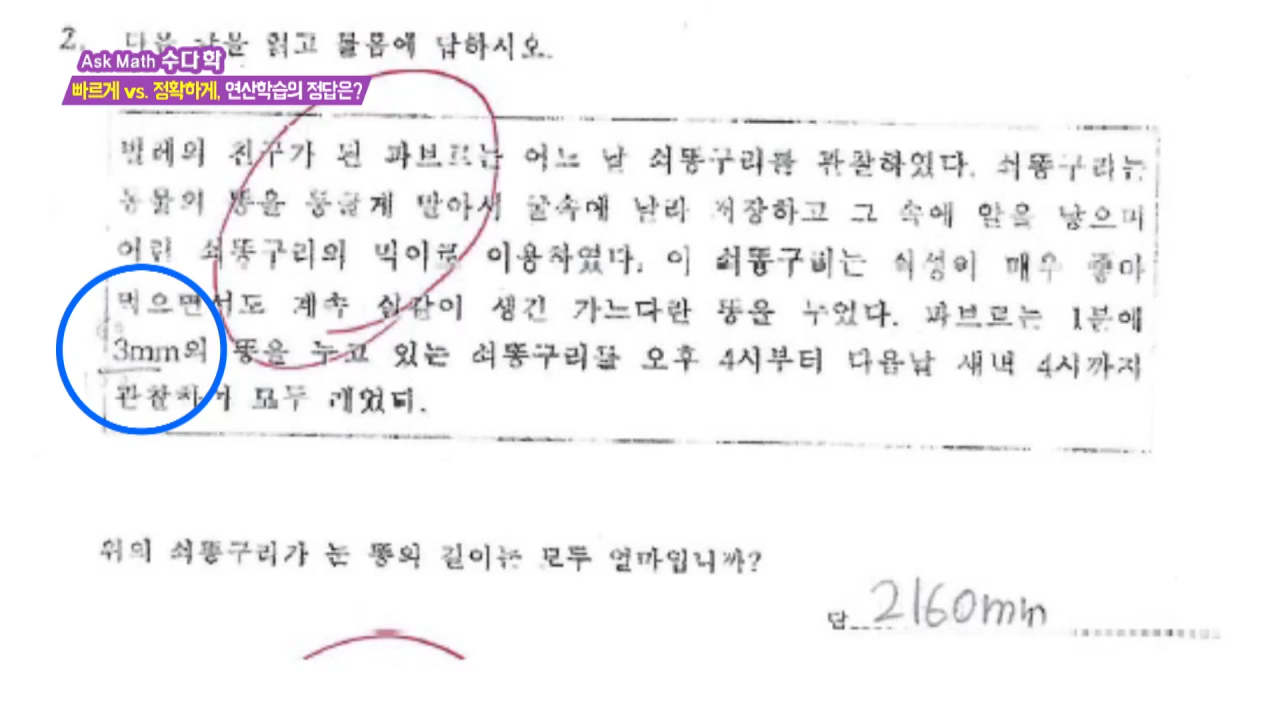 2. 다음 글을 읽고 물음에 답하시오.
Ask Math 수다학
빠르게 vs. 정확하게, 연산학습의 정답은?
벌레의 친구가 된 파브르는 어느 날 쇠똥구리를 관찰하였다. 쇠똥구리는
동물의 똥을 둥글게 말아서 굴속에 날라 저장하고 그 속에 알을 낳으며
어린 쇠똥구리의 먹이로 이용하였다. 이 쇠똥구리는 식성이 매우 좋아
먹으면서도 계속 실같이 생긴 가느다란 똥을 누었다. 파브르는 1분에
3mm의 똥을 누고 있는 쇠똥구리를 오후 4시부터 다음날 새벽 4시까지
관찰하여 모두 재었다.
위의 쇠똥구리가 눈 똥의 길이는 모두 얼마입니까?
답 2160mm